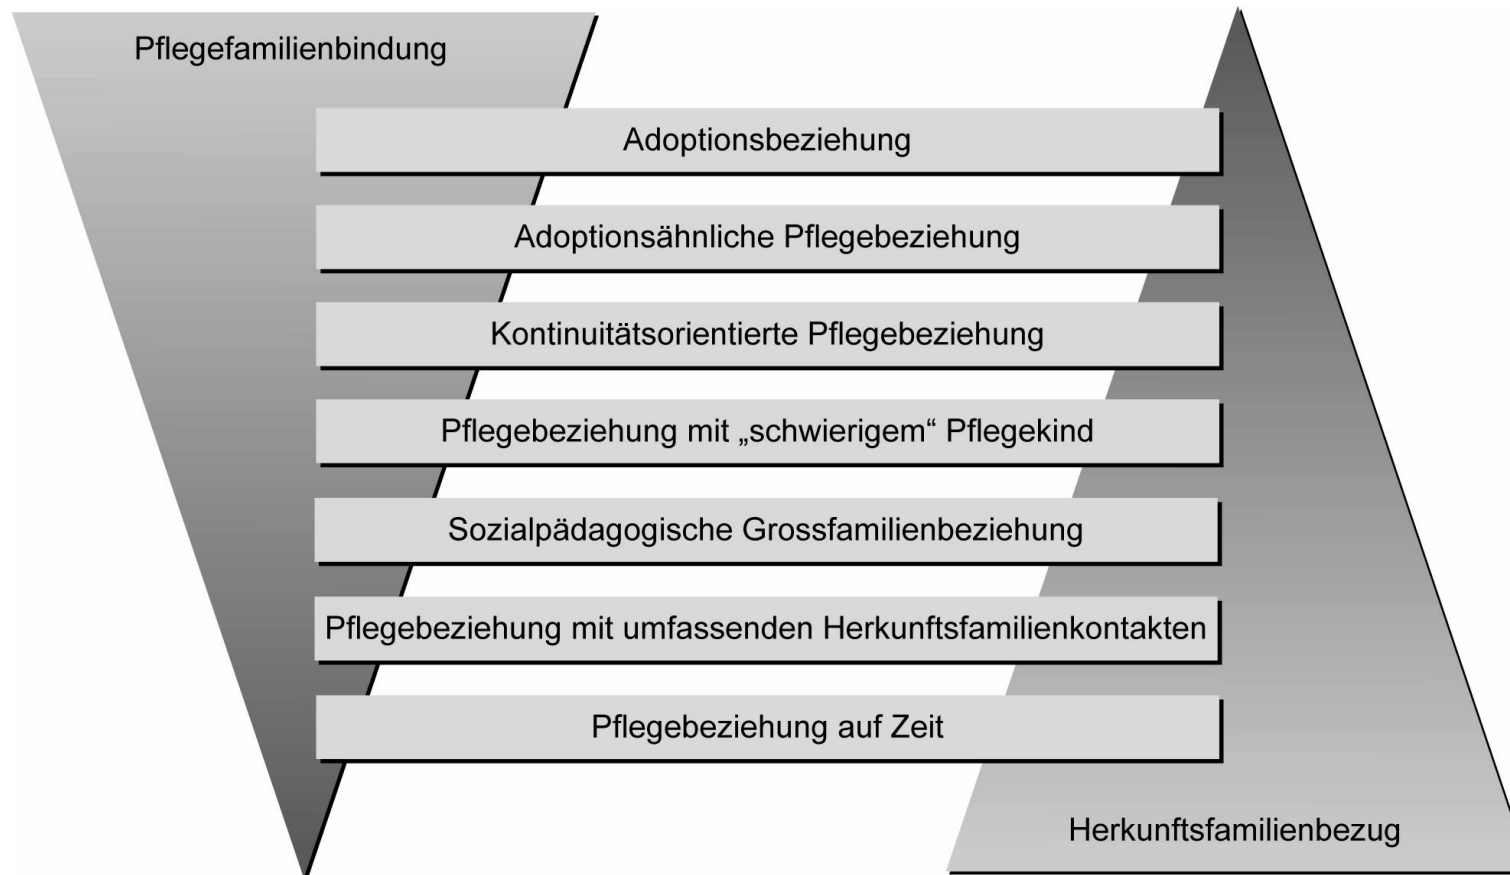 Pflegefamilienbindung
Adoptionsbeziehung
Adoptionsähnliche Pflegebeziehung
Kontinuitätsorientierte Pflegebeziehung
Pflegebeziehung mit „schwierigem“ Pflegekind
Sozialpädagogische Grossfamilienbeziehung
Pflegebeziehung mit umfassenden Herkunftsfamilienkontakten
Pflegebeziehung auf Zeit
Herkunftsfamilienbezug